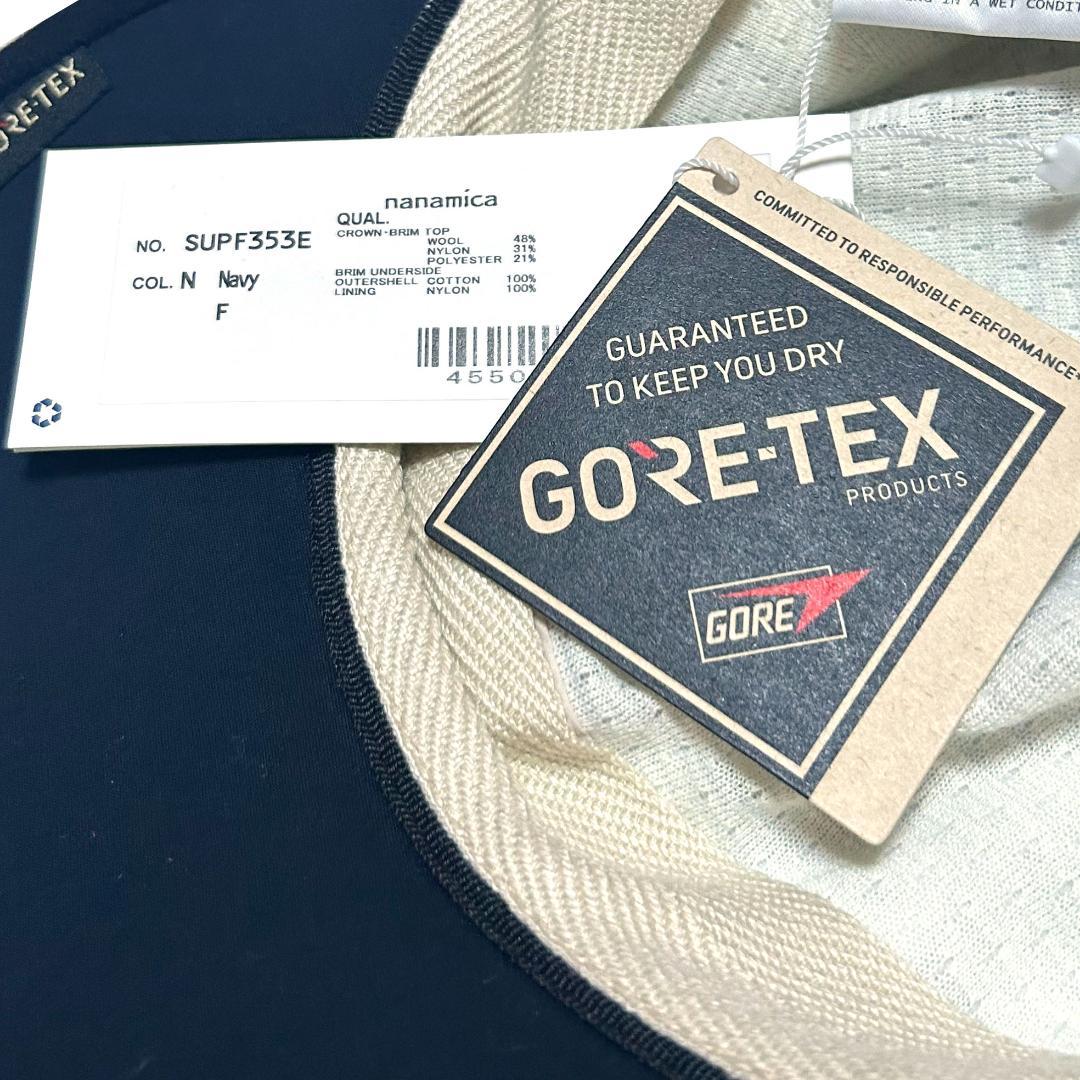 GORE-TEX
A WET CONDIT
nanamica
NO. SUPF353E
COL. N Navy
F
QUAL.
CROWN·BRIM TOP
WOOL 48%
NYLON 31%
POLYESTER 21%
BRIM UNDERSIDE
OUTERSHELL COTTON 100%
LINING NYLON 100%
4550
COMMITTED TO RESPONSIBLE PERFORMANCE*
GUARANTEED
TO KEEP YOU DRY
GORE-TEX
PRODUCTS
GORE